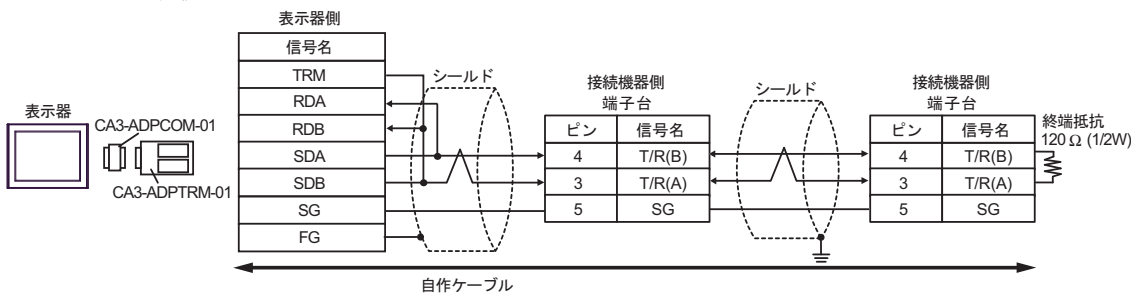 表示器側
信号名
TRM
RDA
RDB
SDA
SDB
SG
FG
表示器
CA3-ADPCOM-01
CA3-ADPTRM-01
シールド
接続機器側
端子台
ピン 信号名
4 T/R(B)
3 T/R(A)
5 SG
シールド
接続機器側
端子台
ピン 信号名
4 T/R(B)
3 T/R(A)
5 SG
終端抵抗
120 Ω (1/2W)
自作ケーブル